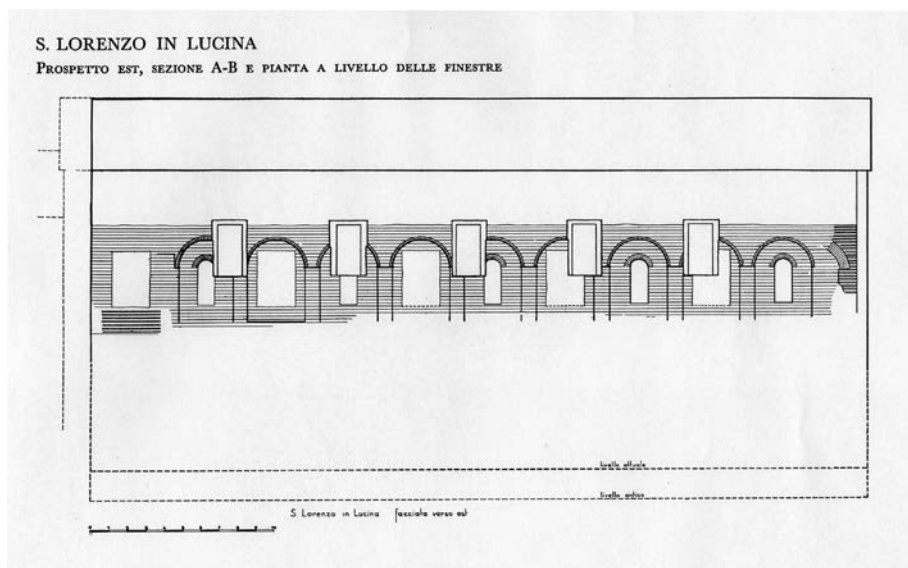 S. LORENZO IN LUCINA
PROSPETTO EST, SEZIONE A-B E PIANTA A LIVELLO DELLE FINESTRE
livello attuale
livello antico
S. Lorenzo in Lucina (facciata verso est